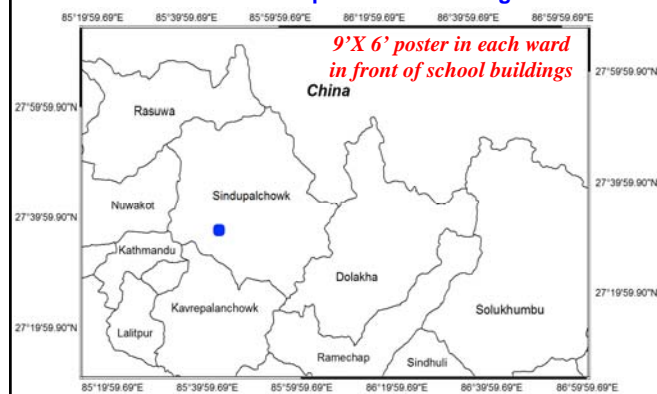 85°19'59.69"E 85°39'59.69"E 85°59'59.69"E 86°19'59.69"E 86°39'59.69"E 86°59'59.69"E
9'X 6' poster in each ward
in front of school buildings
China
27°59'59.90"N
27°59'59.90"N
Rasuwa
27°39'59.90"N
Sindupalchowk
Nuwakot
27°39'59.90"N
Kathmandu
Dolakha
27°19'59.90"N
Kavrepalanchowk
Solukhumbu
27°19'59.90"N
Lalitpur
Ramechap
Sindhuli
85°19'59.69"E 85°39'59.69"E 85°59'59.69"E 86°19'59.69"E 86°39'59.69"E 86°59'59.69"E